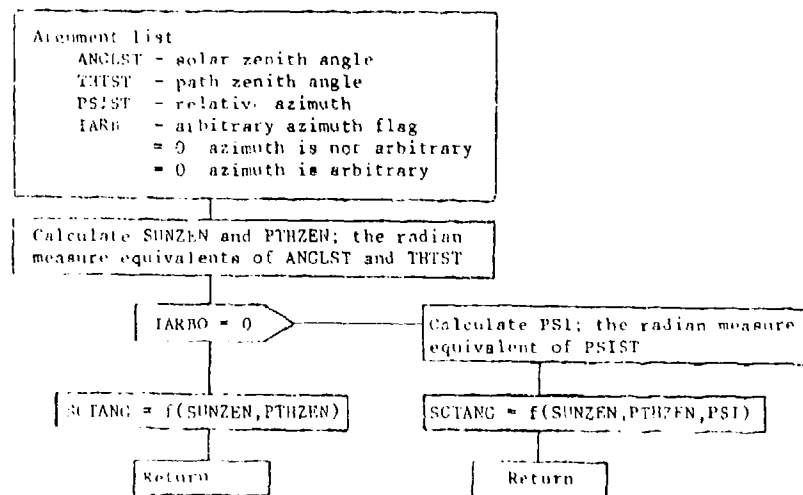 Argument list
ANGLST - solar zenith angle
THTST - path zenith angle
PSIST - relative azimuth
IARB - arbitrary azimuth flag
= 0 azimuth is not arbitrary
= 0 azimuth is arbitrary
Calculate SUNZEN and PTHZEN; the radian
measure equivalents of ANGLST and THTST
IARBO = 0
Calculate PSI; the radian measure
equivalent of PSIST
SCTANG = f(SUNZEN,PTHZEN)
SCTANG = f(SUNZEN,PTHZEN,PSI)
Return
Return